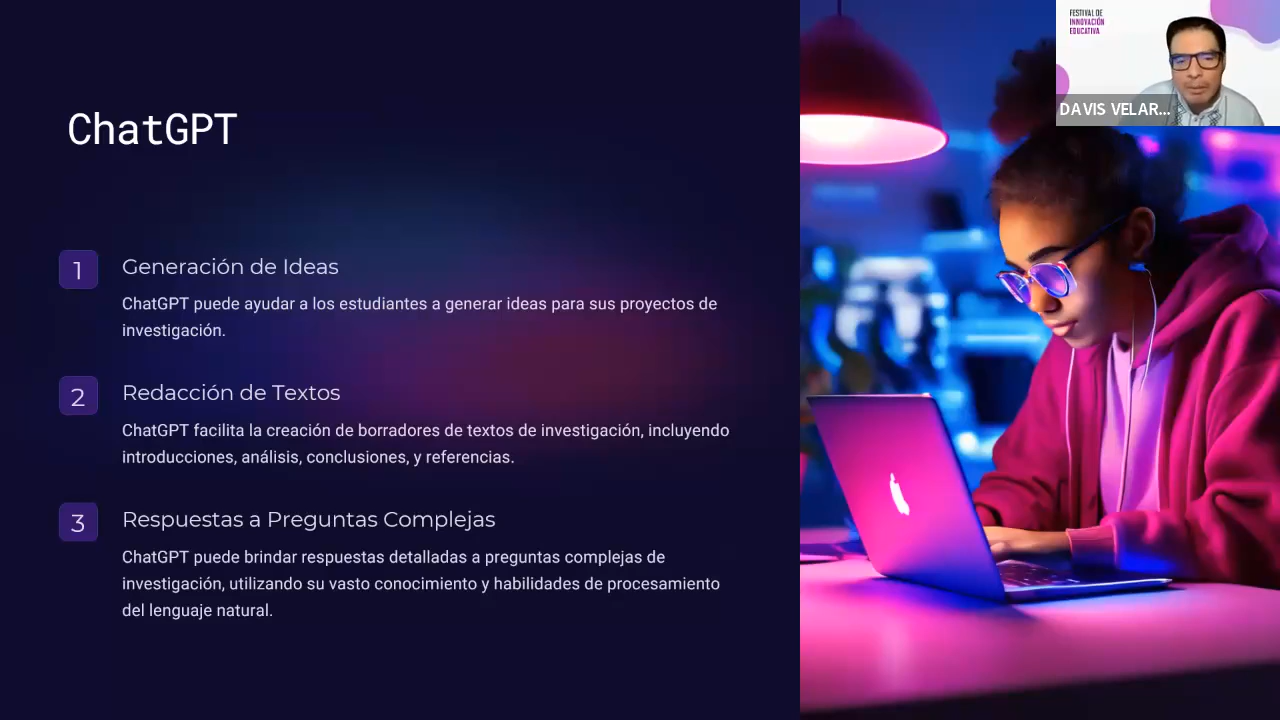 ChatGPT
1
Generación de Ideas
ChatGPT puede ayudar a los estudiantes a generar ideas para sus proyectos de
investigación.
2
Redacción de Textos
ChatGPT facilita la creación de borradores de textos de investigación, incluyendo
introducciones, análisis, conclusiones, y referencias.
3
Respuestas a Preguntas Complejas
ChatGPT puede brindar respuestas detalladas a preguntas complejas de
investigación, utilizando su vasto conocimiento y habilidades de procesamiento
del lenguaje natural.
FESTIVAL DE
INNOVACIÓN
EDUCATIVA
DAVIS VELAR...